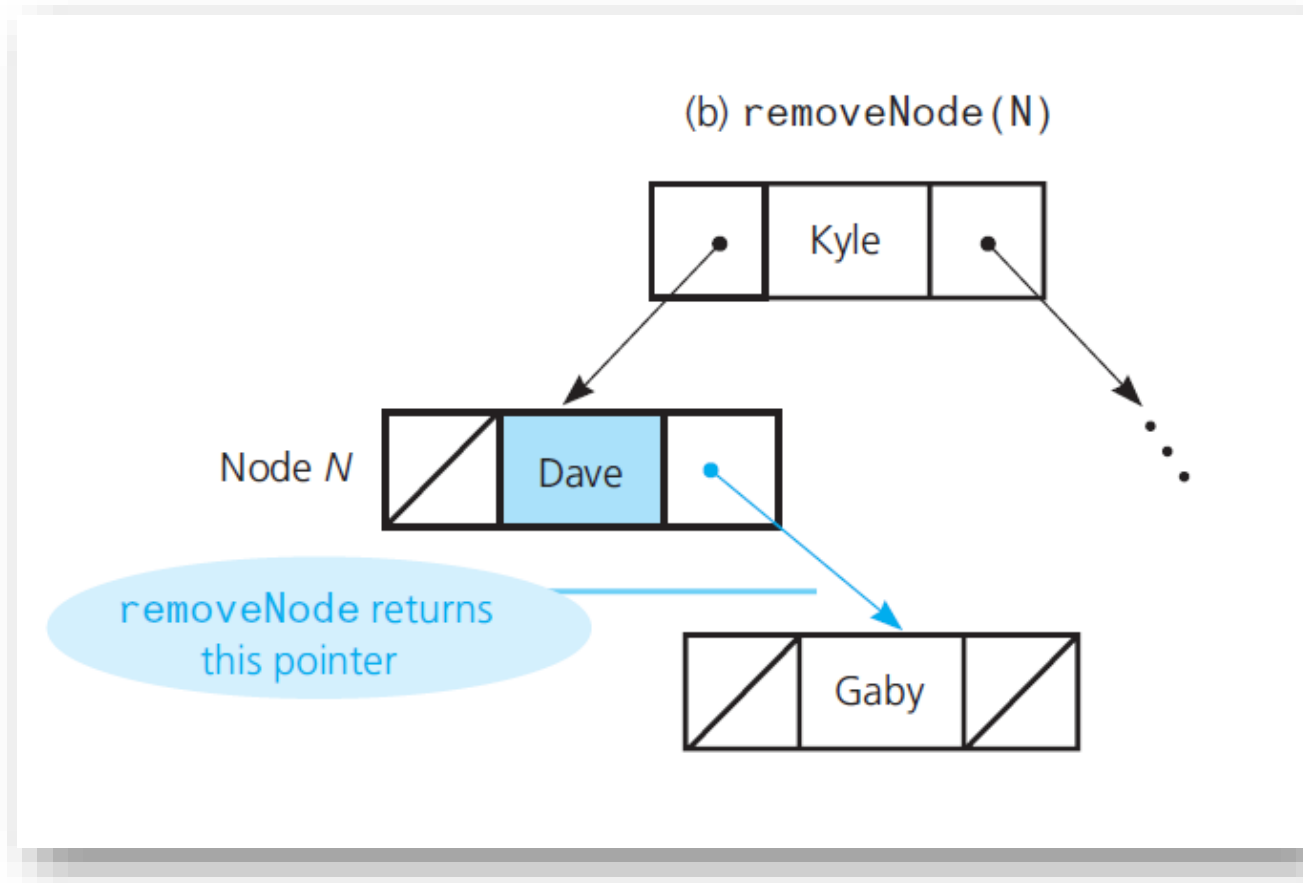 (b) removeNode(N)
Kyle
Node N
Dave
removeNode returns
this pointer
Gaby